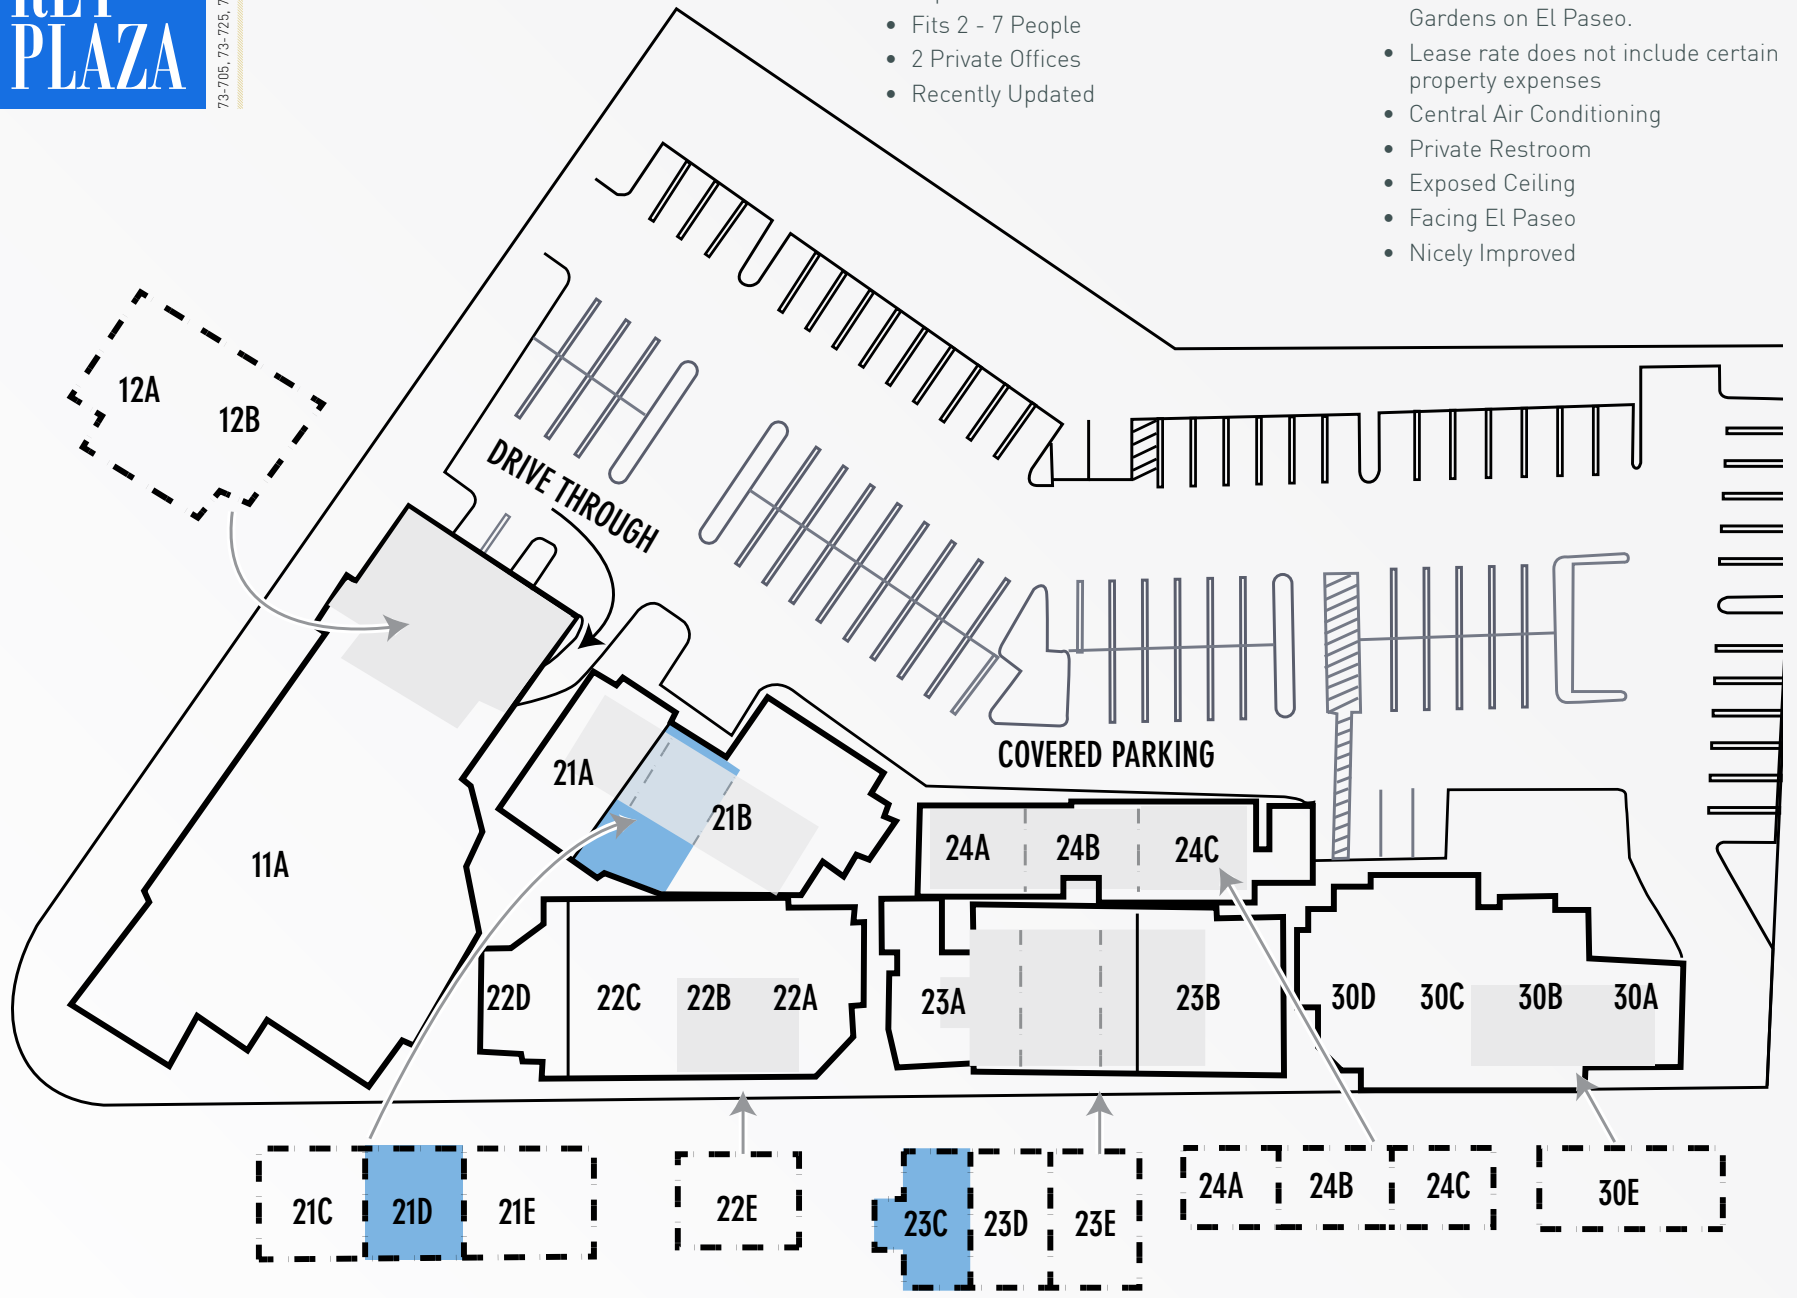 PLAZA
73-705, 73-725,
• Fits 2 - 7 People
• 2 Private Offices
• Recently Updated
Gardens on El Paseo.
• Lease rate does not include certain
property expenses
• Central Air Conditioning
• Private Restroom
• Exposed Ceiling
• Facing El Paseo
• Nicely Improved
12A
12B
DRIVE THROUGH
COVERED PARKING
21A
21B
11A
24A
24B
24C
22D
22C
22B
22A
23A
23B
30D
30C
30B
30A
21C
21D
21E
22E
23C
23D
23E
24A
24B
24C
30E